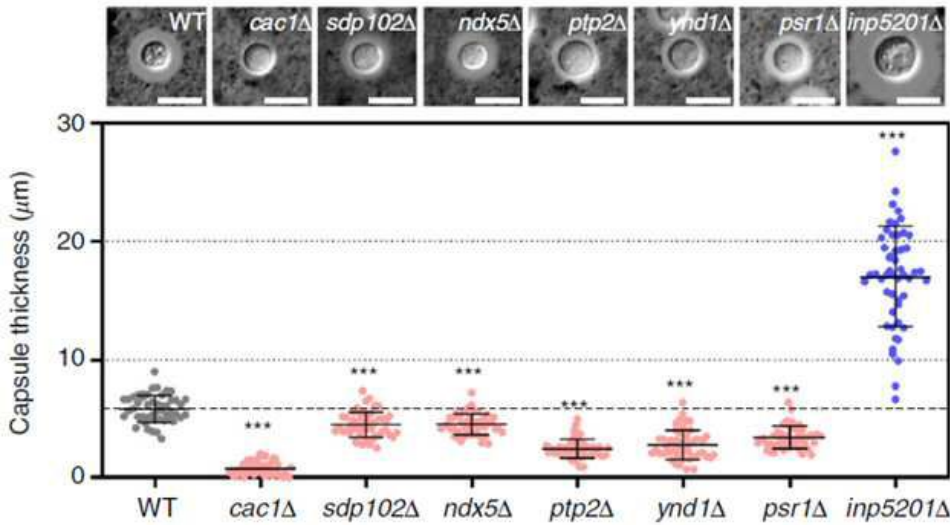 WT cac1Δ sdp102Δ ndx5Δ ptp2Δ ynd1Δ psr1Δ inp5201Δ
30
20
10
0
Capsule thickness (μm)
*** *** *** *** *** *** ***
WT cac1Δ sdp102Δ ndx5Δ ptp2Δ ynd1Δ psr1Δ inp5201Δ